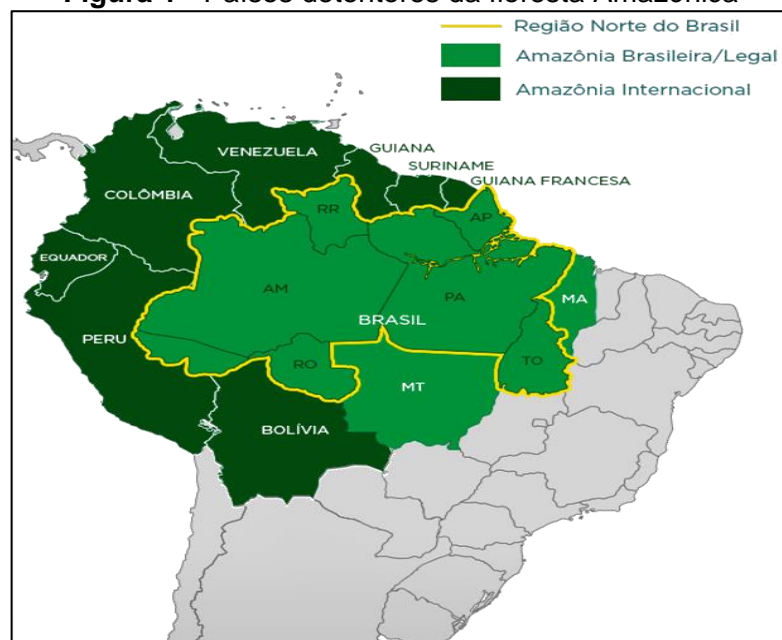 Figura 1 - Países detentores da floresta Amazônica
Região Norte do Brasil
Amazônia Brasileira/Legal
Amazônia Internacional
VENEZUELA
GUIANA
SURINAME
GUIANA FRANCESA
COLÔMBIA
RR
AP
EQUADOR
AM
PA
MA
BRASIL
PERU
RO
TO
MT
BOLÍVIA